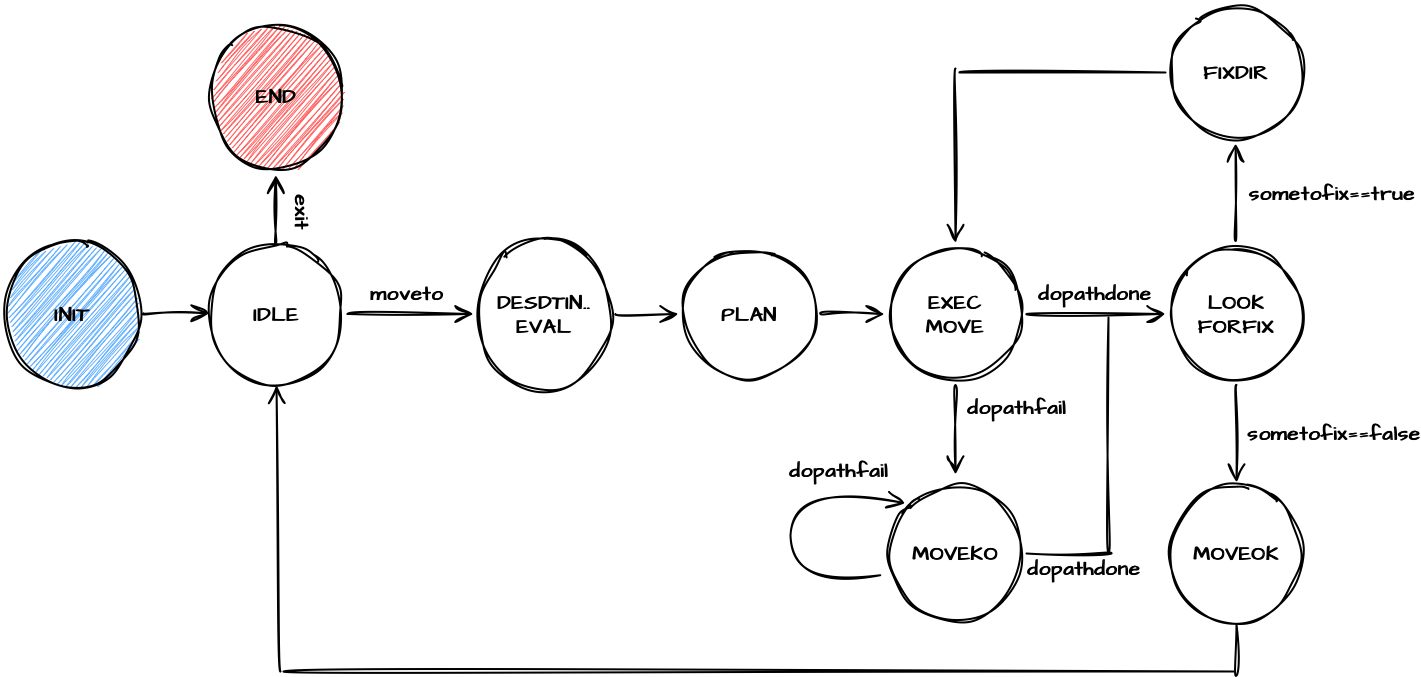 FIXDIR
END
sometofix==true
exit
INIT
IDLE
moveto
DESDTIN..
EVAL
PLAN
EXEC
MOVE
dopathdone
LOOK
FORFIX
dopathfail
sometofix==false
dopathfail
MOVEKO
dopathdone
MOVEOK